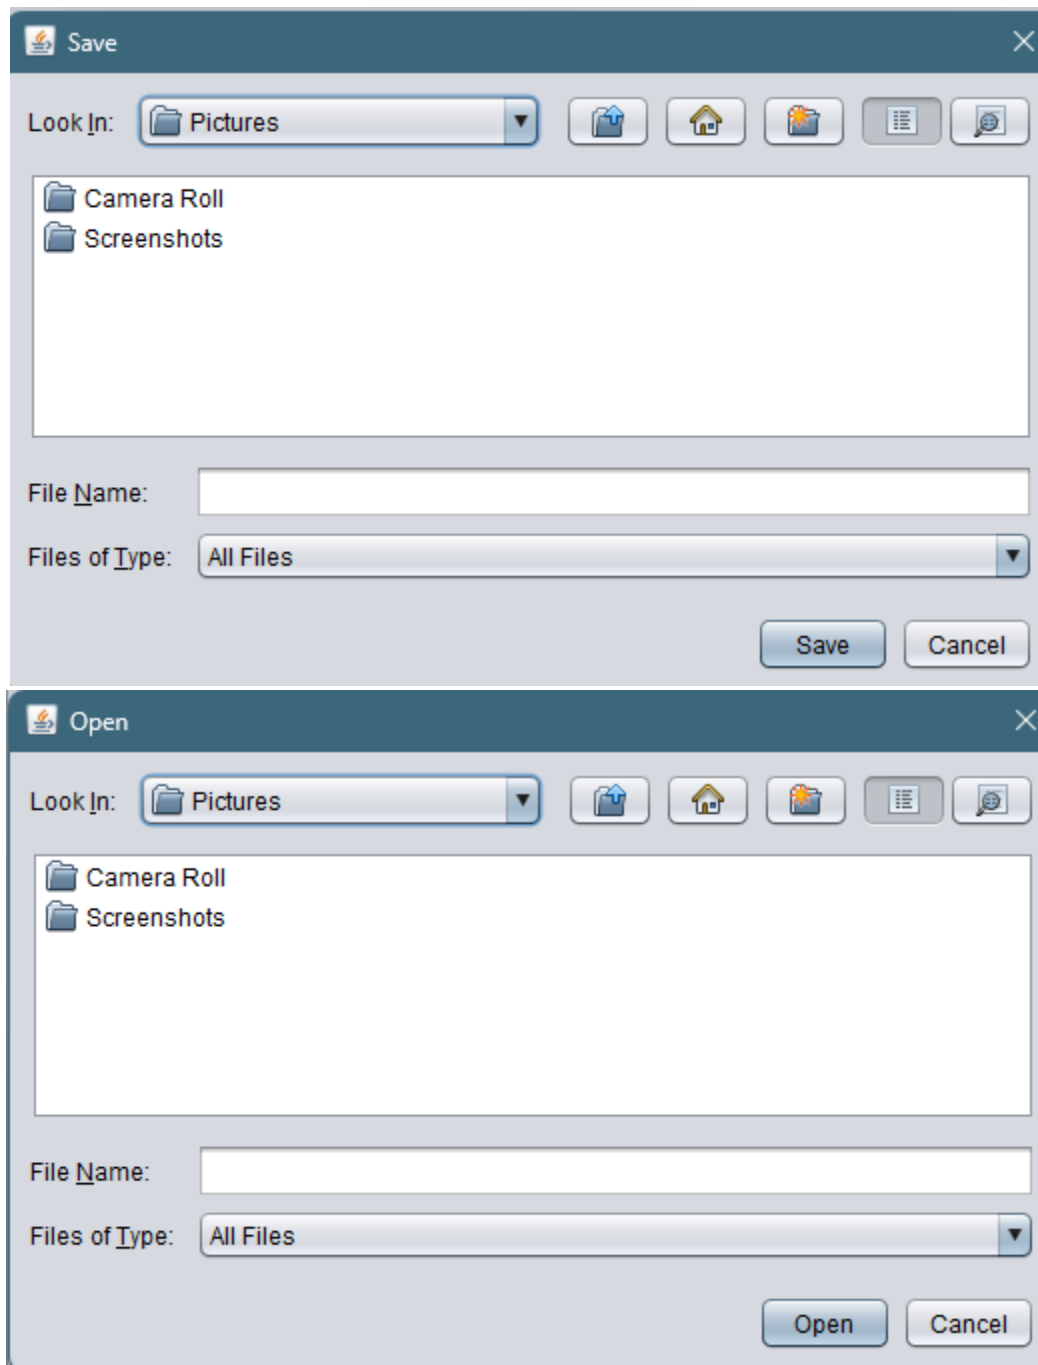 Save
Look In: Pictures
Camera Roll
Screenshots
File Name:
Files of Type: All Files
Save Cancel
Open
Look In: Pictures
Camera Roll
Screenshots
File Name:
Files of Type: All Files
Open Cancel